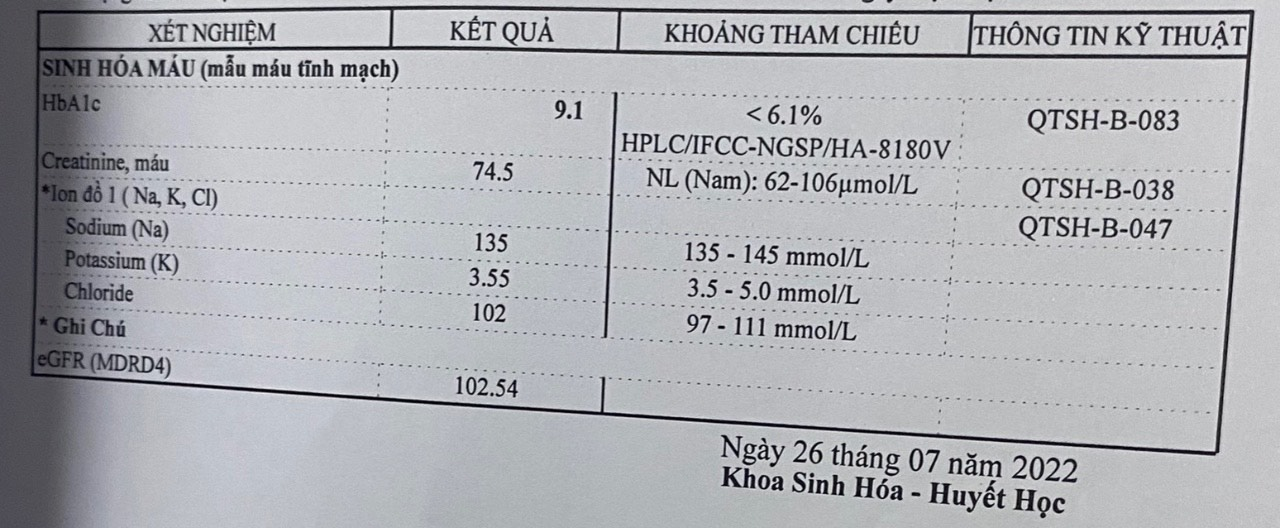 XÉT NGHIỆM KẾT QUẢ KHOẢNG THAM CHIẾU THÔNG TIN KỸ THUẬT
SINH HÓA MÁU (mẫu máu tĩnh mạch)
HbA1c 9.1 < 6.1% QTSH-B-083
HPLC/IFCC-NGSP/HA-8180V
Creatinine, máu 74.5 NL (Nam): 62-106µmol/L QTSH-B-038
*Ion đồ 1 ( Na, K, Cl) QTSH-B-047
Sodium (Na) 135 135 - 145 mmol/L
Potassium (K) 3.55 3.5 - 5.0 mmol/L
Chloride 102 97 - 111 mmol/L
* Ghi Chú
eGFR (MDRD4) 102.54
Ngày 26 tháng 07 năm 2022
Khoa Sinh Hóa - Huyết Học